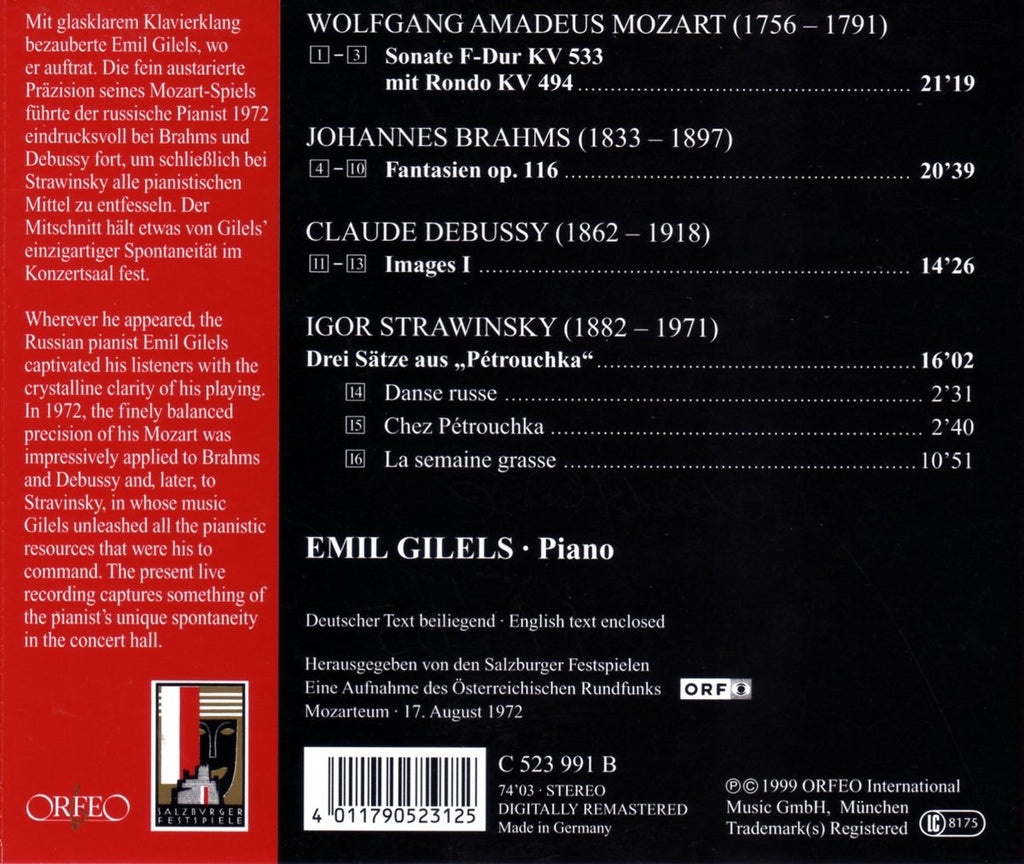 Mit glasklarem Klavierklang
bezauberte Emil Gilels, wo
er auftrat. Die fein austarierte
Präzision seines Mozart-Spiels
führte der russische Pianist 1972
eindrucksvoll bei Brahms und
Debussy fort, um schließlich bei
Strawinsky alle pianistischen
Mittel zu entfesseln. Der
Mitschnitt hält etwas von Gilels’
einzigartiger Spontaneität im
Konzertsaal fest.
Wherever he appeared, the
Russian pianist Emil Gilels
captivated his listeners with the
crystalline clarity of his playing.
In 1972, the finely balanced
precision of his Mozart was
impressively applied to Brahms
and Debussy and, later, to
Stravinsky, in whose music
Gilels unleashed all the pianistic
resources that were his to
command. The present live
recording captures something of
the pianist’s unique spontaneity
in the concert hall.
ORFEO
SALZBURGER
FESTSPIELE
WOLFGANG AMADEUS MOZART (1756 – 1791)
1 – 3 Sonate F-Dur KV 533
mit Rondo KV 494 21’19
JOHANNES BRAHMS (1833 – 1897)
4 – 10 Fantasien op. 116 20’39
CLAUDE DEBUSSY (1862 – 1918)
11 – 13 Images I 14’26
IGOR STRAWINSKY (1882 – 1971)
Drei Sätze aus „Pétrouchka“ 16’02
14 Danse russe 2’31
15 Chez Pétrouchka 2’40
16 La semaine grasse 10’51
EMIL GILELS · Piano
Deutscher Text beiliegend · English text enclosed
Herausgegeben von den Salzburger Festspielen
Eine Aufnahme des Österreichischen Rundfunks ORF
Mozarteum · 17. August 1972
4 011790 523125
C 523 991 B
74’03 · STEREO
DIGITALLY REMASTERED
Made in Germany
℗© 1999 ORFEO International
Music GmbH, München
Trademark(s) Registered LC 8175